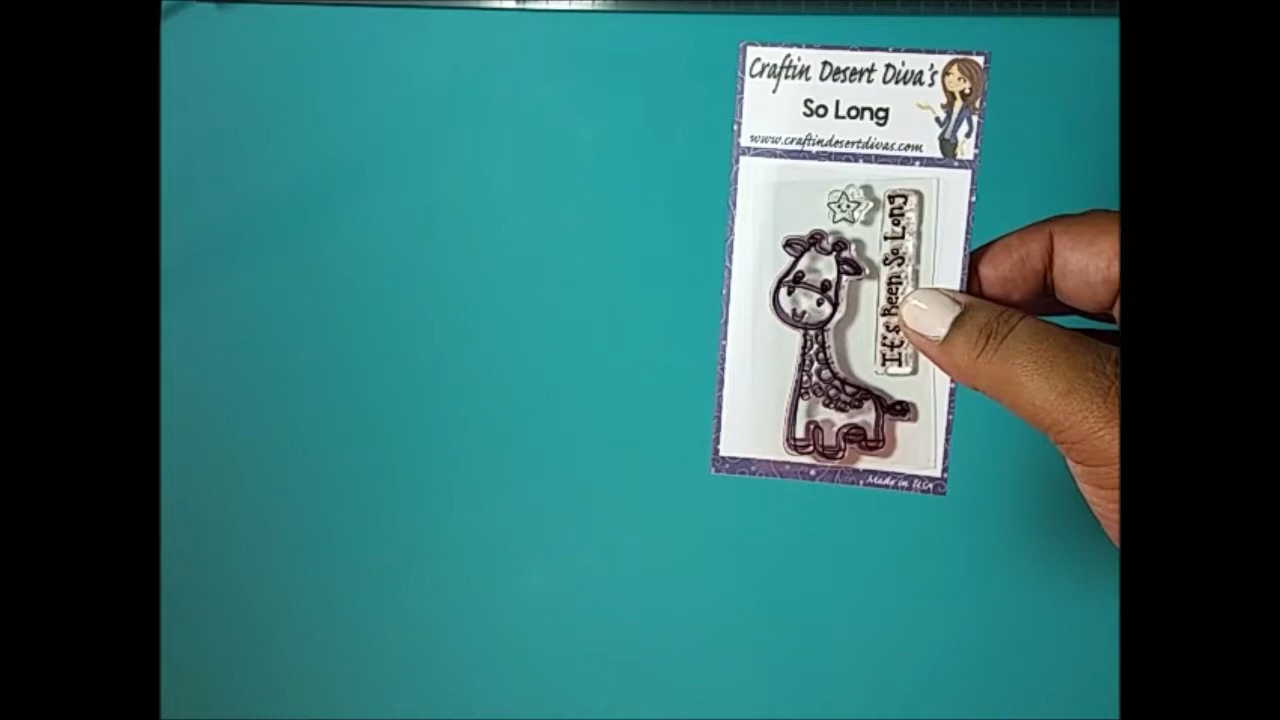 Craftin Desert Diva's
So Long
www.craftindesertdivas.com
It's Been So Long
Made in USA